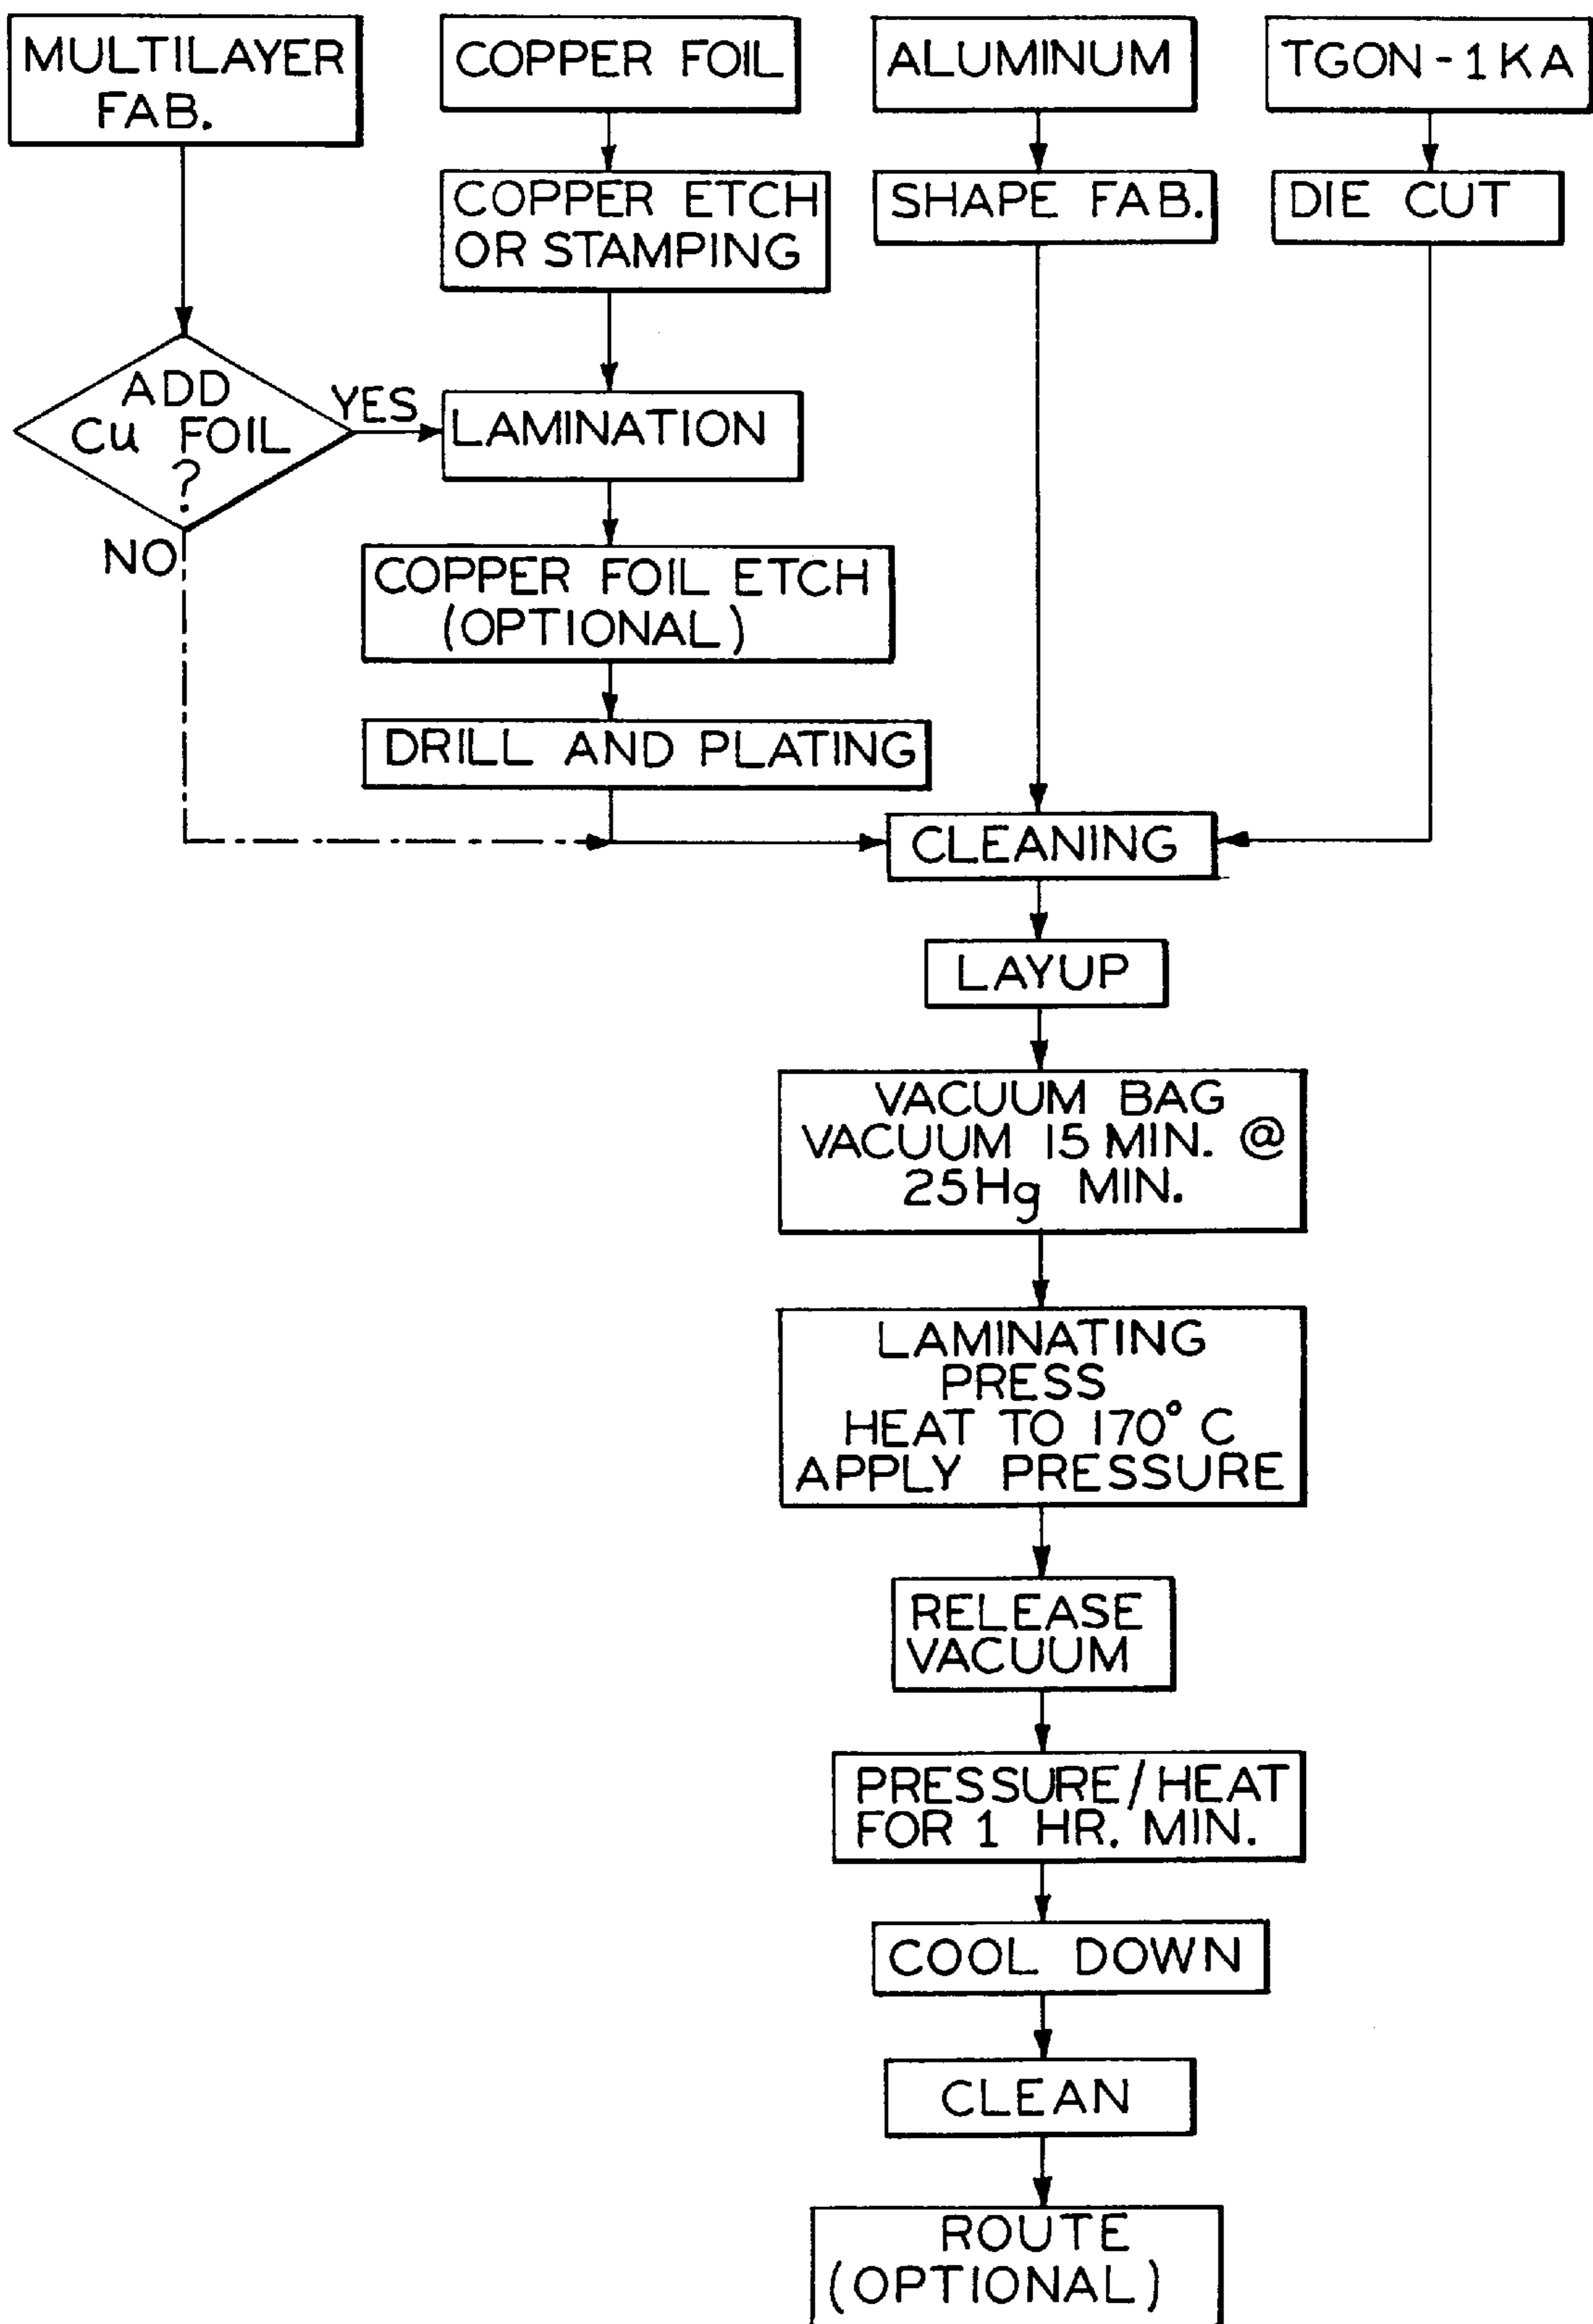 MULTILAYER
FAB.
COPPER FOIL
ALUMINUM
TGON-1KA
COPPER ETCH
OR STAMPING
SHAPE FAB.
DIE CUT
ADD
Cu FOIL
?
YES
NO
LAMINATION
COPPER FOIL ETCH
(OPTIONAL)
DRILL AND PLATING
CLEANING
LAYUP
VACUUM BAG
VACUUM 15 MIN. @
25Hg MIN.
LAMINATING
PRESS
HEAT TO 170° C
APPLY PRESSURE
RELEASE
VACUUM
PRESSURE/HEAT
FOR 1 HR. MIN.
COOL DOWN
CLEAN
ROUTE
(OPTIONAL)